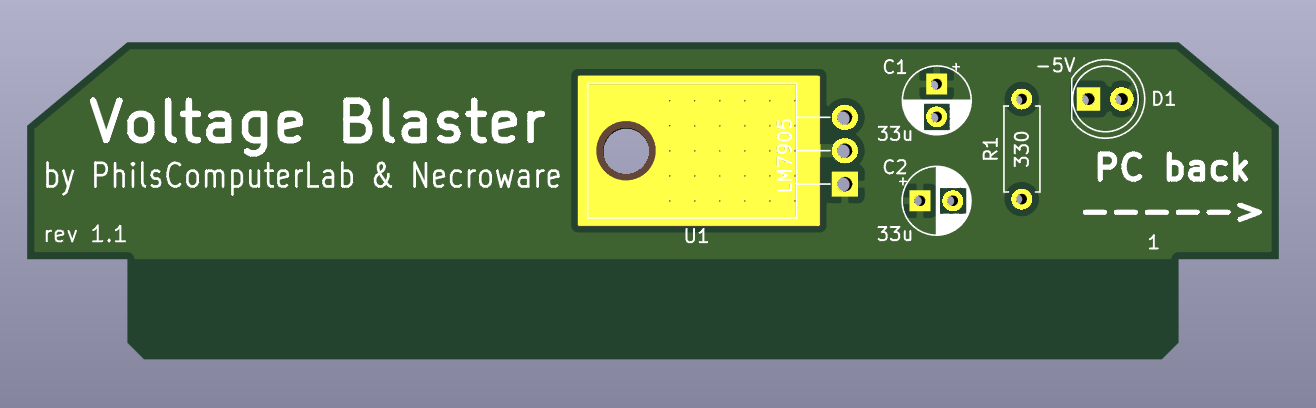 Voltage Blaster
by PhilsComputerLab & Necroware
rev 1.1
LM7905
U1
C1
+
33u
C2
+
33u
R1
330
-5V
D1
PC back
----->
1